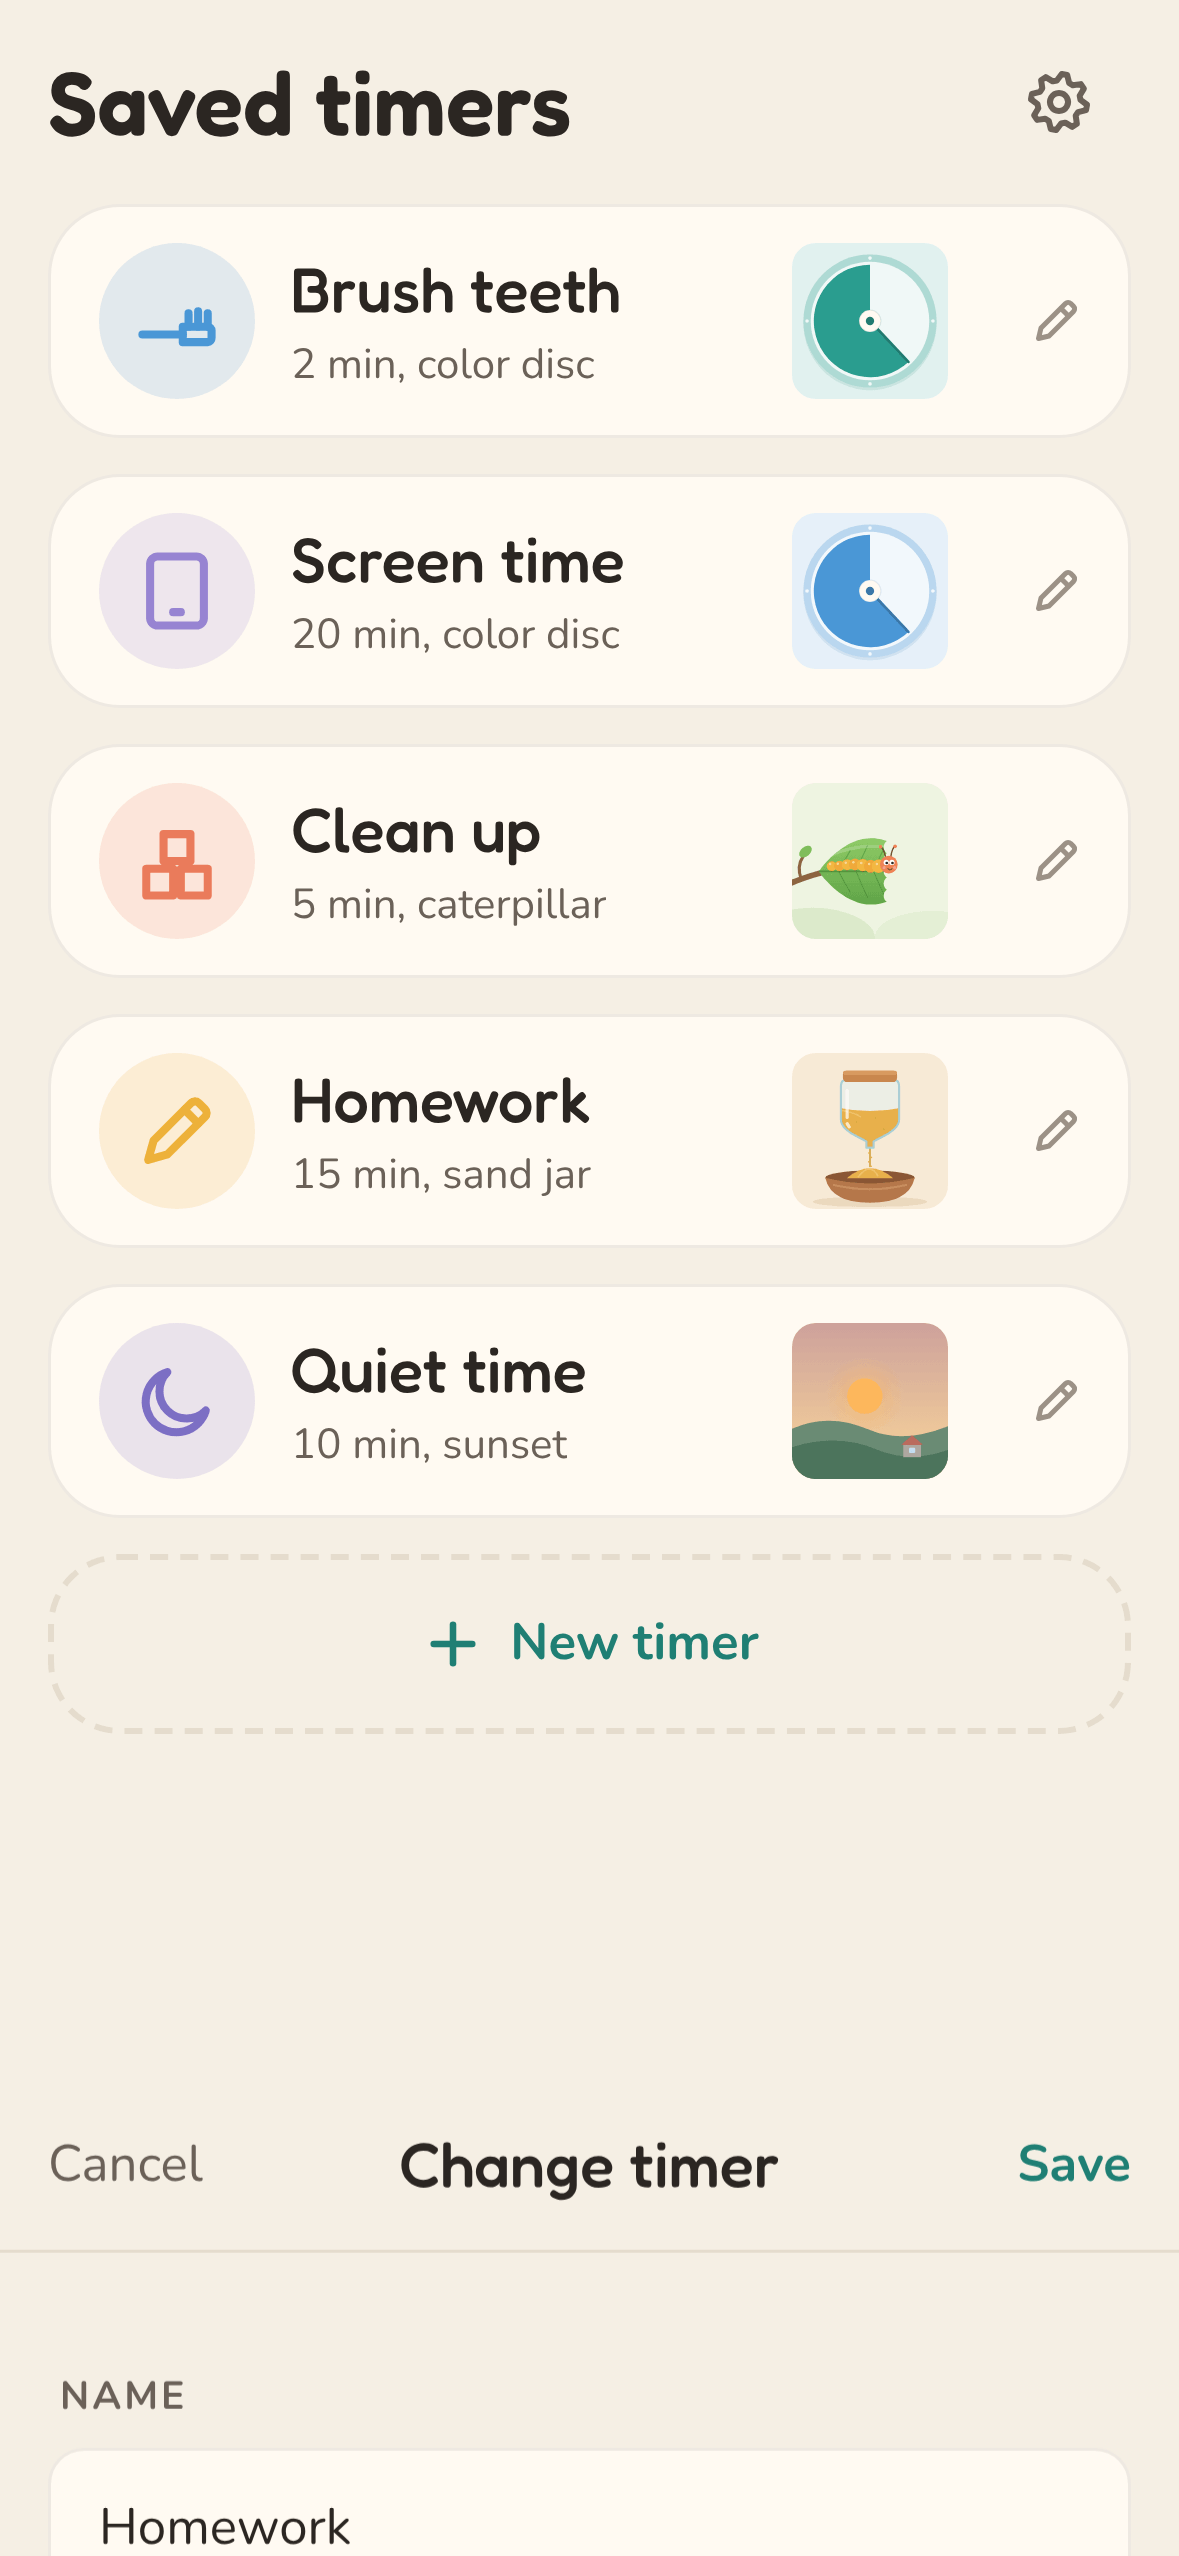 Saved timers
Brush teeth
2 min, color disc
Screen time
20 min, color disc
Clean up
5 min, caterpillar
Homework
15 min, sand jar
Quiet time
10 min, sunset
New timer
Cancel Change timer Save
NAME
Homework